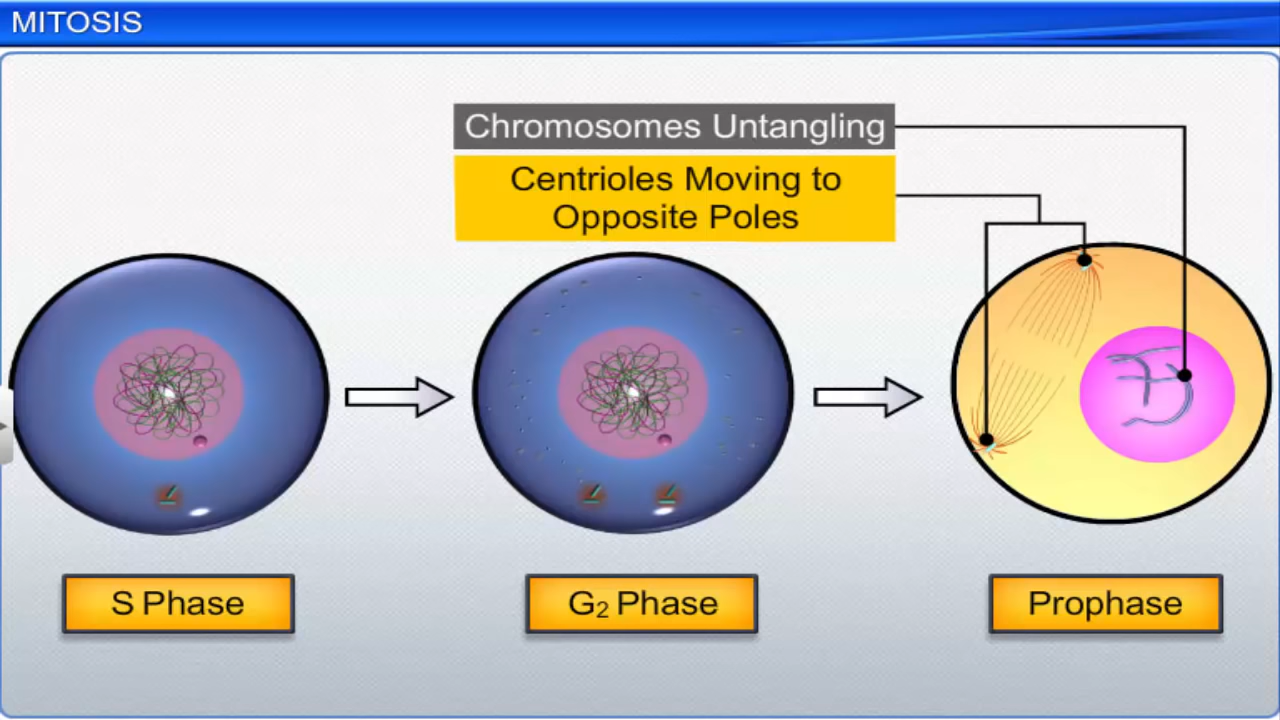 MITOSIS
Chromosomes Untangling
Centrioles Moving to
Opposite Poles
S Phase
G₂ Phase
Prophase